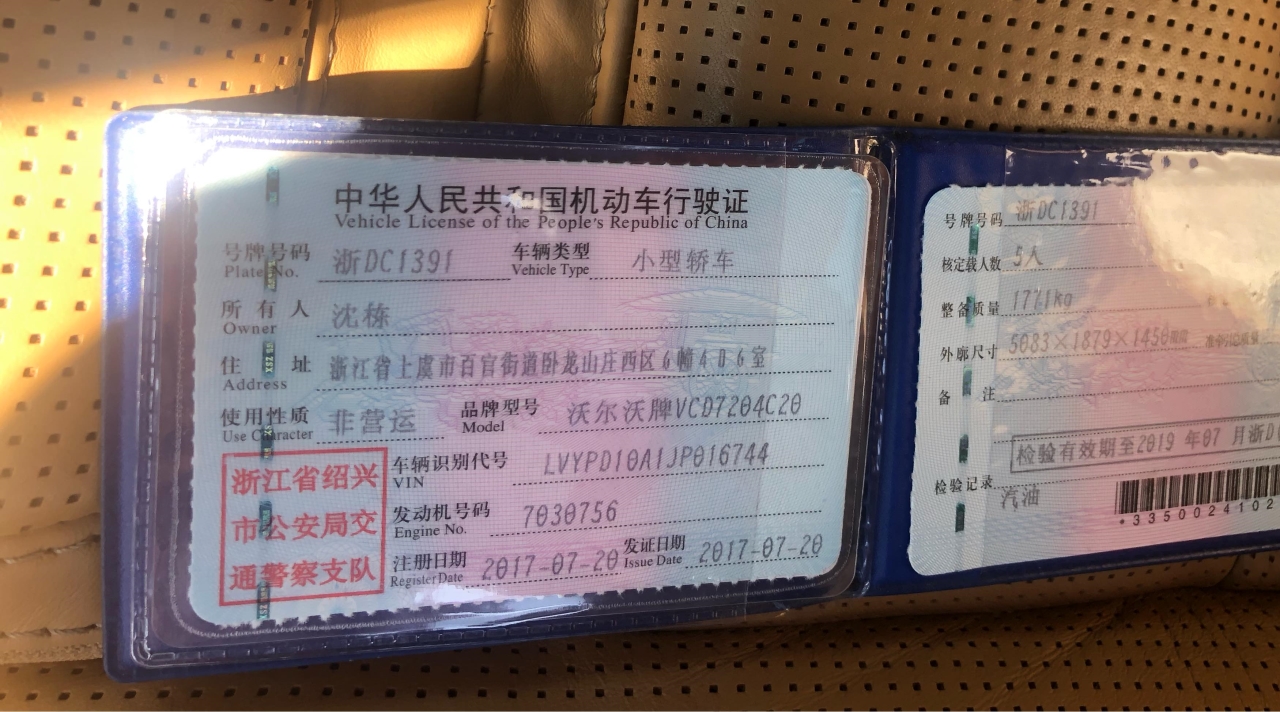 中华人民共和国机动车行驶证
Vehicle License of the People's Republic of China
号牌号码 浙DC1391 车辆类型 小型轿车
Plate No. Vehicle Type
所有人 沈栋
Owner
住址 浙江省上虞市百官街道卧龙山庄西区6幢406室
Address
使用性质 非营运 品牌型号 沃尔沃牌VCD7204C20
Use Character Model
浙江省绍兴
市公安局交
通警察支队
车辆识别代号 LVYPD10A1JP016744
VIN
发动机号码 7030756
Engine No.
注册日期 2017-07-20 发证日期 2017-07-20
Register Date Issue Date
号牌号码 浙DC1391
核定载人数 5人
整备质量 1771kg
外廓尺寸 5083×1879×1450
备注
检验有效期至2019 年07 月浙D
检验记录 汽油
*3350024102